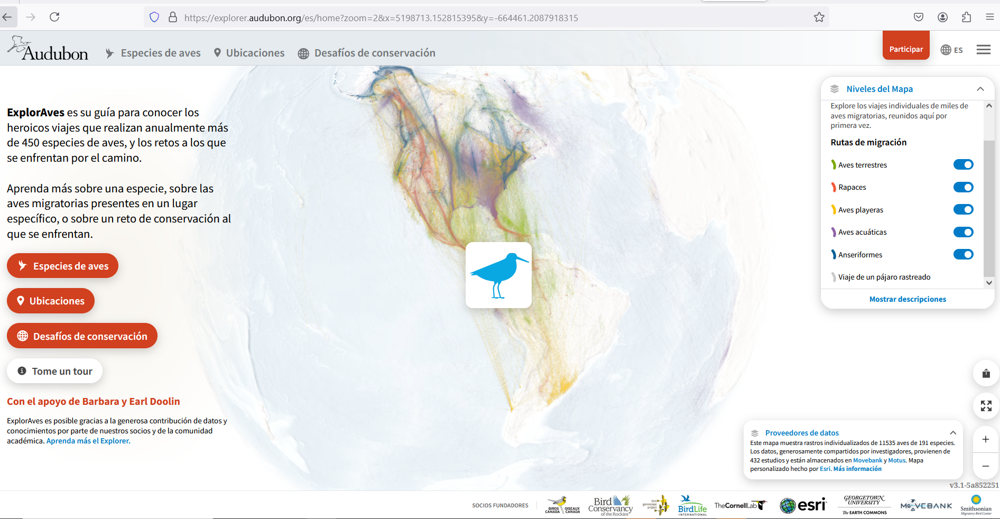 https://explorer.audubon.org/es/home?zoom=2&x=5198713.152815395&y=-664461.2087918315
Audubon
Especies de aves
Ubicaciones
Desafíos de conservación
Participar
ES
ExplorAves es su guía para conocer los
heroicos viajes que realizan anualmente más
de 450 especies de aves, y los retos a los que
se enfrentan por el camino.
Aprenda más sobre una especie, sobre las
aves migratorias presentes en un lugar
específico, o sobre un reto de conservación al
que se enfrentan.
Especies de aves
Ubicaciones
Desafíos de conservación
Tome un tour
Con el apoyo de Barbara y Earl Doolin
ExplorAves es posible gracias a la generosa contribución de datos y
conocimientos por parte de nuestros socios y de la comunidad
académica. Aprenda más el Explorer.
Niveles del Mapa
Explore los viajes individuales de miles de
aves migratorias, reunidos aquí por
primera vez.
Rutas de migración
Aves terrestres
Rapaces
Aves playeras
Aves acuáticas
Anseriformes
Viaje de un pájaro rastreado
Mostrar descripciones
Proveedores de datos
Este mapa muestra rastros individualizados de 11535 aves de 191 especies.
Los datos, generosamente compartidos por investigadores, provienen de
432 estudios y están almacenados en Movebank y Motus. Mapa
personalizado hecho por Esri. Más información
v3.1-5a852251
SOCIOS FUNDADORES
BIRDS OISEAUX
CANADA CANADA
Bird
Conservancy
of the Rockies
bird
genoscape
project
BirdLife
INTERNATIONAL
TheCornellLab
esri
GEORGETOWN
UNIVERSITY
The EARTH COMMONS
MOVEBANK
Smithsonian
Migratory Bird Center